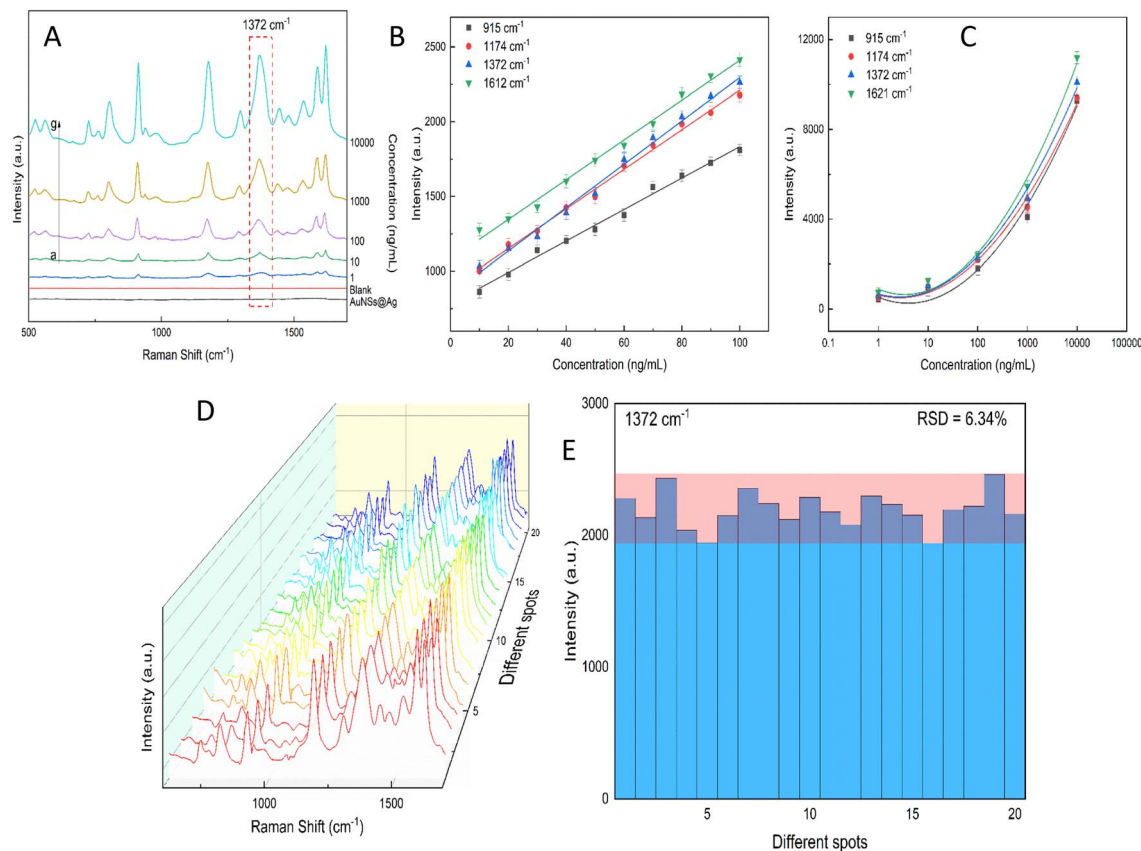 A
1372 cm⁻¹
g
a
10000
1000
100
10
1
Blank
AuNSs@Ag
Concentration (ng/mL)
Intensity (a.u.)
500
1000
1500
Raman Shift (cm⁻¹)
B
915 cm⁻¹
1174 cm⁻¹
1372 cm⁻¹
1612 cm⁻¹
2500
2000
1500
1000
Intensity (a.u.)
0 20 40 60 80 100
Concentration (ng/mL)
C
915 cm⁻¹
1174 cm⁻¹
1372 cm⁻¹
1621 cm⁻¹
12000
8000
4000
0
Intensity (a.u.)
0.1 1 10 100 1000 10000 100000
Concentration (ng/mL)
D
Intensity (a.u.)
1000
1500
Raman Shift (cm⁻¹)
20
15
10
5
Different spots
E
1372 cm⁻¹
RSD = 6.34%
3000
2000
1000
0
Intensity (a.u.)
5 10 15 20
Different spots